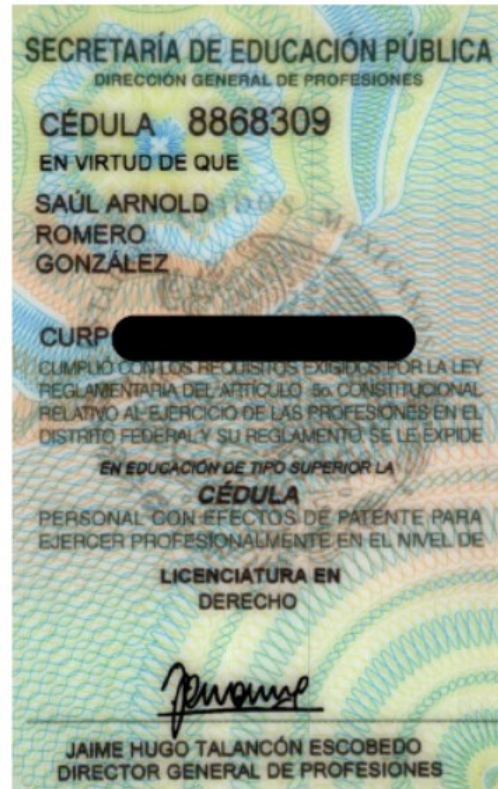 SECRETARÍA DE EDUCACIÓN PÚBLICA
DIRECCIÓN GENERAL DE PROFESIONES
CÉDULA 8868309
EN VIRTUD DE QUE
SAÚL ARNOLD
ROMERO
GONZÁLEZ
CURP
CUMPLIÓ CON LOS REQUISITOS EXIGIDOS POR LA LEY
REGLAMENTARIA DEL ARTÍCULO 5o. CONSTITUCIONAL
RELATIVO AL EJERCICIO DE LAS PROFESIONES EN EL
DISTRITO FEDERAL Y SU REGLAMENTO SE LE EXPIDE
EN EDUCACIÓN DE TIPO SUPERIOR LA
CÉDULA
PERSONAL CON EFECTOS DE PATENTE PARA
EJERCER PROFESIONALMENTE EN EL NIVEL DE
LICENCIATURA EN
DERECHO
JAIME HUGO TALANCÓN ESCOBEDO
DIRECTOR GENERAL DE PROFESIONES